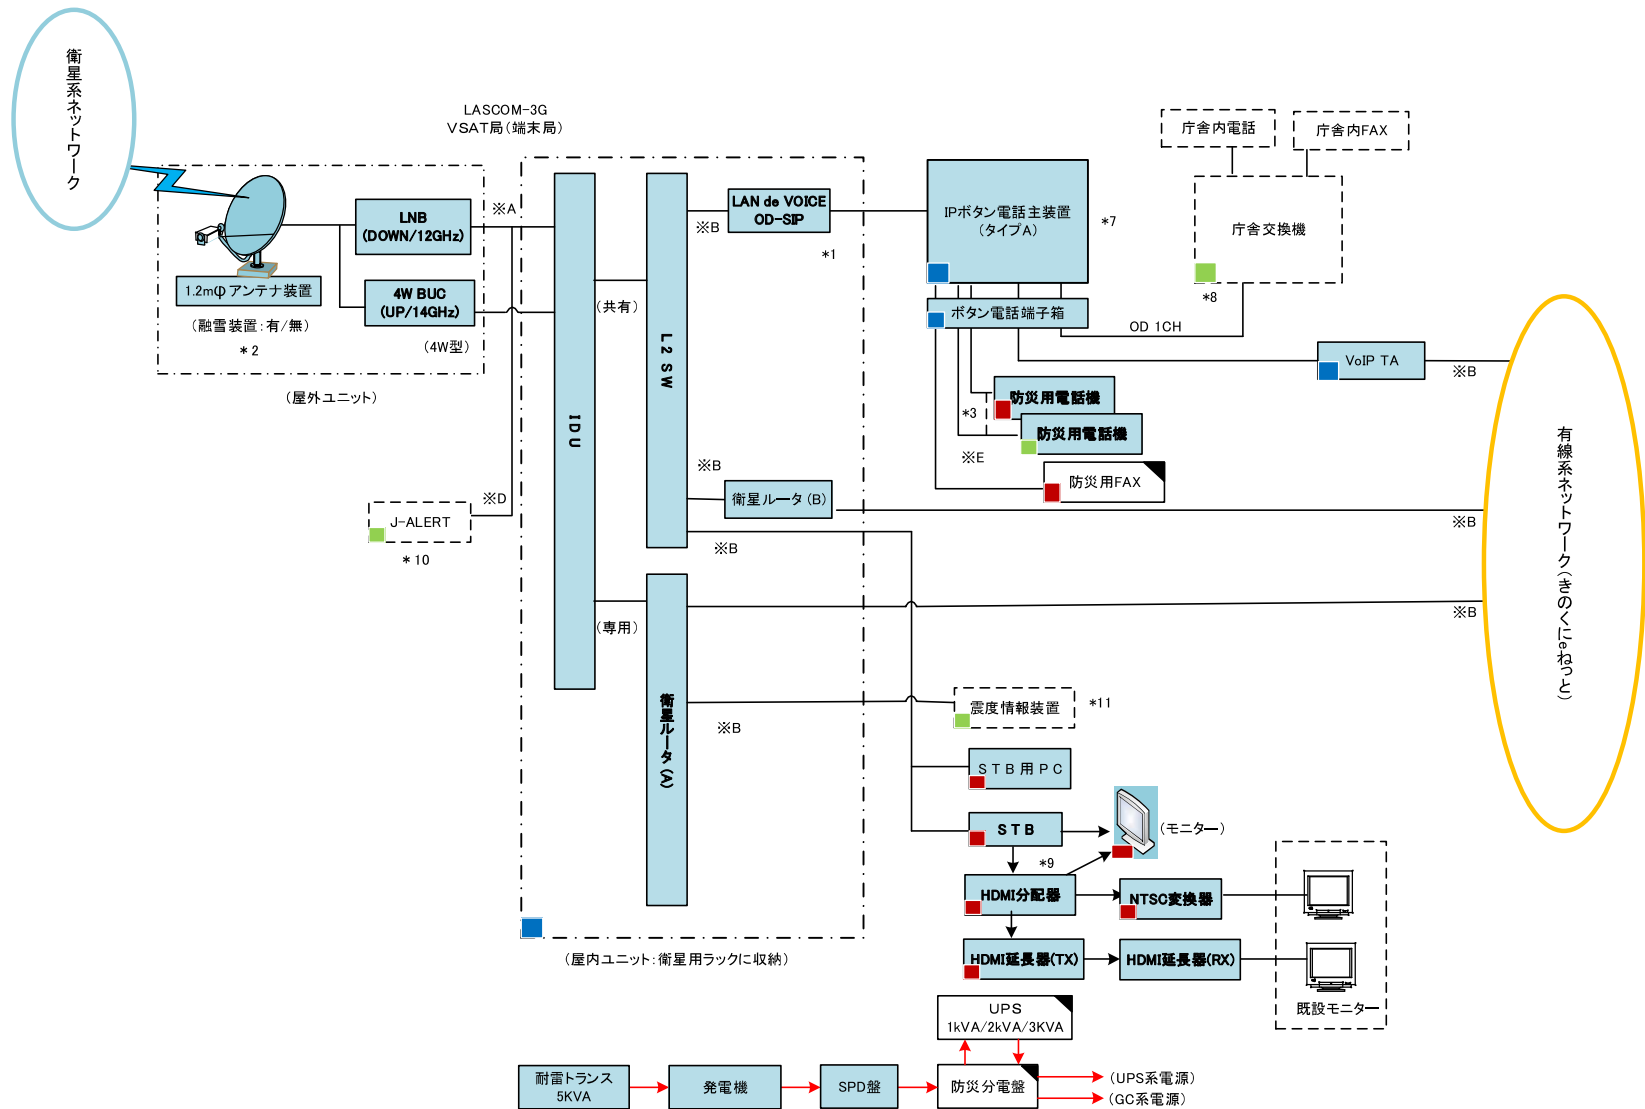 衛星系ネットワーク
LASCOM-3G
VSAT局(端末局)
庁舎内電話
庁舎内FAX
LNB
(DOWN/12GHz)
※A
LAN de VOICE
OD-SIP
※B
*1
IPボタン電話主装置
(タイプA)
*7
庁舎交換機
*8
1.2mφアンテナ装置
(融雪装置:有/無)
*2
4W BUC
(UP/14GHz)
(4W型)
(屋外ユニット)
(共有)
L2 SW
IDU
ボタン電話端子箱
OD 1CH
VoIP TA
※B
防災用電話機
*3
防災用電話機
※E
防災用FAX
有線系ネットワーク(きのくにeねっと)
※B
衛星ルータ(B)
※B
※D
J-ALERT
*10
※B
(専用)
※B
衛星ルータ(A)
※B
震度情報装置
*11
STB用PC
STB
(モニター)
*9
HDMI分配器
NTSC変換器
HDMI延長器(TX)
HDMI延長器(RX)
既設モニター
(屋内ユニット:衛星用ラックに収納)
UPS
1kVA/2kVA/3KVA
耐雷トランス
5KVA
発電機
SPD盤
防災分電盤
(UPS系電源)
(GC系電源)